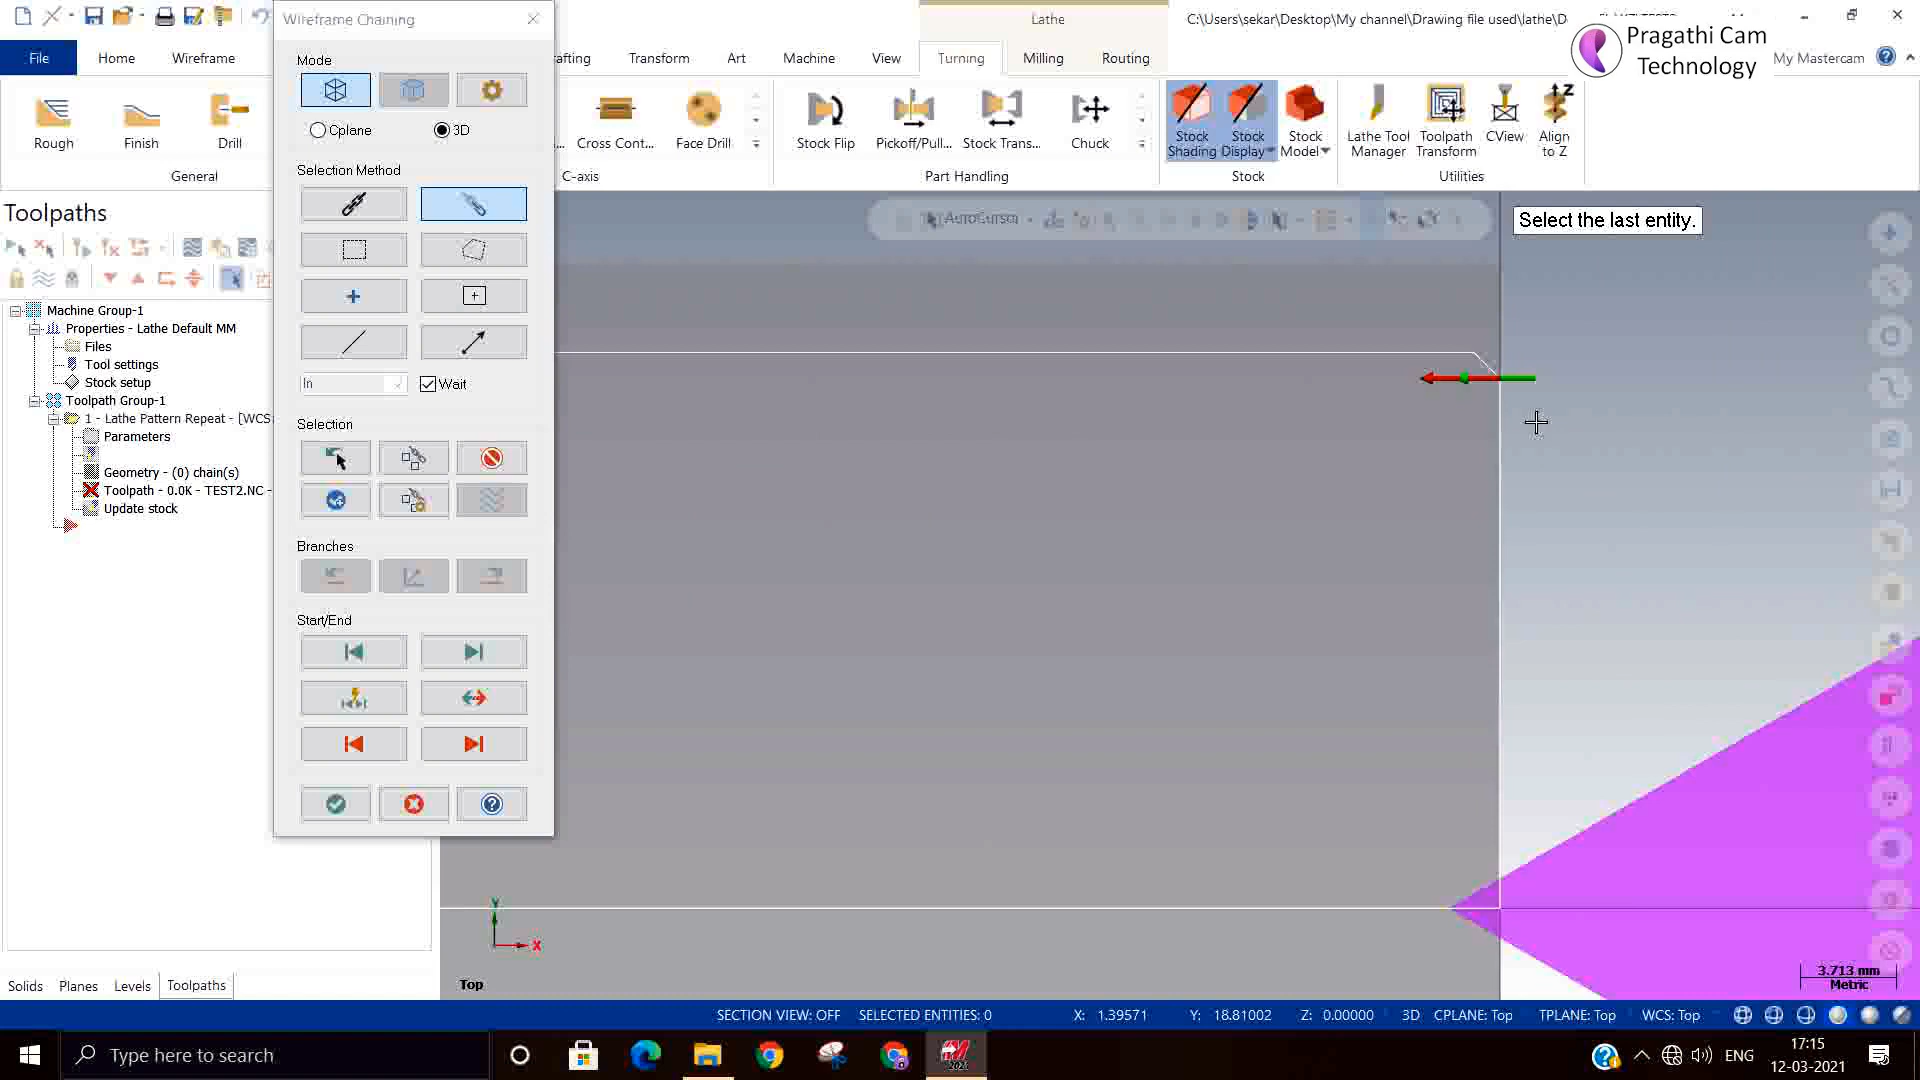 Wireframe Chaining
Lathe
C:\Users\sekar\Desktop\My channel\Drawing file used\lathe\D
Pragathi Cam
Technology
File
Home
Wireframe
afting
Transform
Art
Machine
View
Turning
Milling
Routing
My Mastercam
Mode
Cplane
3D
Rough
Finish
Drill
Cross Cont...
Face Drill
Stock Flip
Pickoff/Pull...
Stock Trans...
Chuck
Stock
Shading
Stock
Display
Stock
Model
Lathe Tool
Manager
Toolpath
Transform
CView
Align
to Z
General
C-axis
Part Handling
Stock
Utilities
Selection Method
Toolpaths
AutoCursor
Select the last entity.
Machine Group-1
Properties - Lathe Default MM
Files
Tool settings
Stock setup
Toolpath Group-1
1 - Lathe Pattern Repeat - [WCS:
Parameters
Geometry - (0) chain(s)
Toolpath - 0.0K - TEST2.NC -
Update stock
In
Wait
Selection
Branches
Start/End
Y
X
Top
3.713 mm
Metric
Solids
Planes
Levels
Toolpaths
SECTION VIEW: OFF
SELECTED ENTITIES: 0
X: 1.39571
Y: 18.81002
Z: 0.00000
3D
CPLANE: Top
TPLANE: Top
WCS: Top
Type here to search
2021
ENG
17:15
12-03-2021